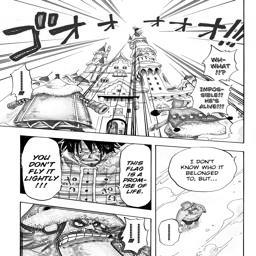 ゴオオオオ
WH-
WHAT
!!?
IMPOS-
SIBLE!!
HE'S
ALIVE!!!
I DON'T
KNOW WHO IT
BELONGED
TO, BUT...
THIS
FLAG
IS A
PROM-
ISE OF
LIFE.
YOU
DON'T
FLY IT
LIGHTLY
!!!